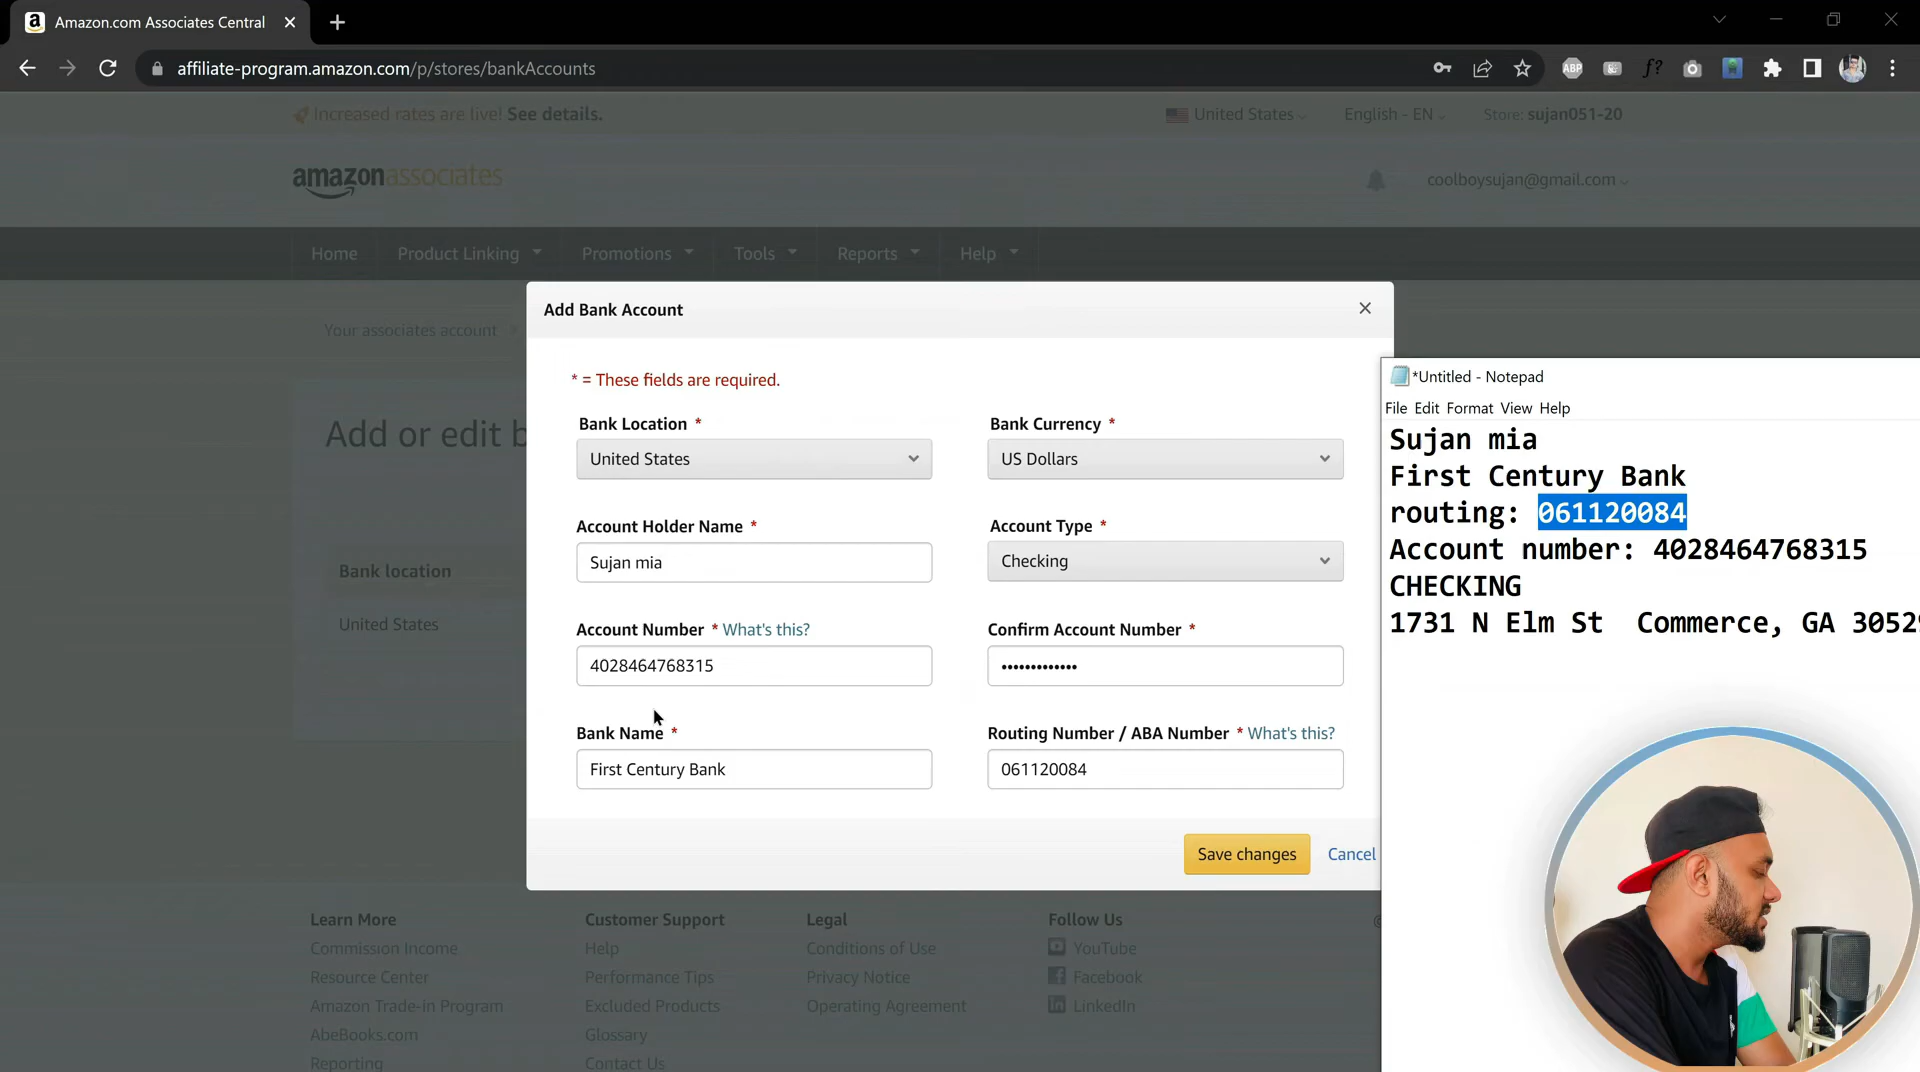 Amazon.com Associates Central
affiliate-program.amazon.com/p/stores/bankAccounts
ABP
f?
Increased rates are live! See details.
United States
English - EN
Store: sujan051-20
amazonassociates
coolboysujan@gmail.com
Home
Product Linking
Promotions
Tools
Reports
Help
Your associates account
Add or edit b
Bank location
United States
Add Bank Account
* = These fields are required.
Bank Location *
Bank Currency *
United States
US Dollars
Account Holder Name *
Account Type *
Sujan mia
Checking
Account Number * What's this?
Confirm Account Number *
4028464768315
•••••••••••••
Bank Name *
Routing Number / ABA Number * What's this?
First Century Bank
061120084
Save changes
Cancel
*Untitled - Notepad
File Edit Format View Help
Sujan mia
First Century Bank
routing: 061120084
Account number: 4028464768315
CHECKING
1731 N Elm St Commerce, GA 30529
Learn More
Commission Income
Resource Center
Amazon Trade-in Program
AbeBooks.com
Reporting
Customer Support
Help
Performance Tips
Excluded Products
Glossary
Contact Us
Legal
Conditions of Use
Privacy Notice
Operating Agreement
Follow Us
YouTube
Facebook
LinkedIn